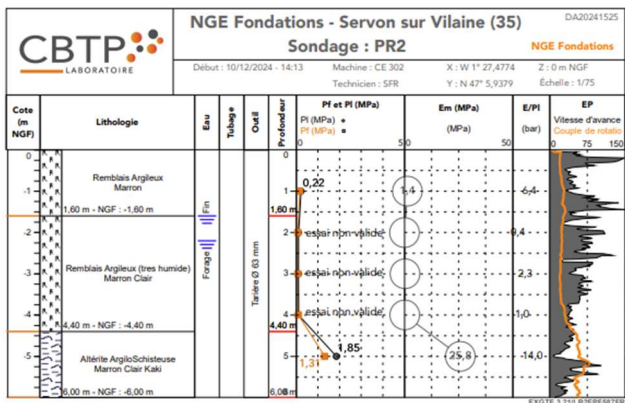 CBTP
LABORATOIRE
NGE Fondations - Servon sur Vilaine (35)
DA20241525
Sondage : PR2
NGE Fondations
Début : 10/12/2024 - 14:13
Machine : CE 302
X : W 1° 27,4774
Z : 0 m NGF
Technicien : SFR
Y : N 47° 5,9379
Échelle : 1/75
Cote
(m
NGF)
Lithologie
Eau
Tubage
Outil
Profondeur
Pf et Pl (MPa)
Pl (MPa)
Pf (MPa)
0
5
Em (MPa)
(MPa)
0
50
E/Pl
(bar)
EP
Vitesse d'avance
Couple de rotatio
0 75 150
0
-1
-2
-3
-4
-5
Remblais Argileux
Marron
1,60 m - NGF : -1,60 m
Remblais Argileux (tres humide)
Marron Clair
4,40 m - NGF : -4,40 m
Altérite ArgiloSchisteuse
Marron Clair Kaki
6,00 m - NGF : -6,00 m
Fin
Forage
Tarière Ø 63 mm
0
1
1,60 m
2
3
4
4,40 m
5
6,00 m
0,22
essai non valide
essai non valide
essai non valide
1,85
1,31
1,4
25,8
6,4
0,4
2,3
1,0
14,0